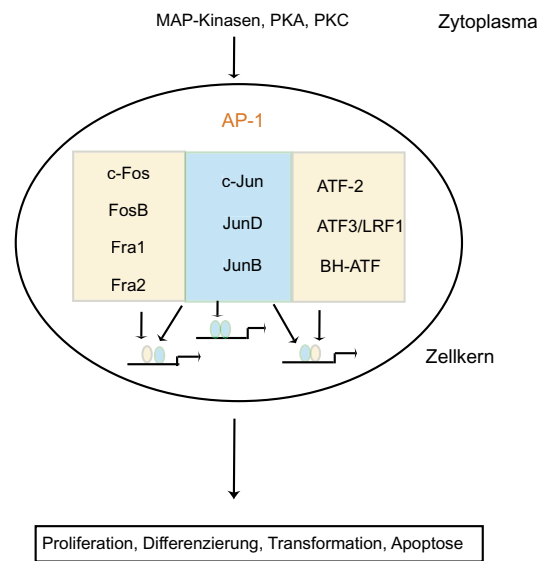 MAP-Kinasen, PKA, PKC
Zytoplasma
AP-1
c-Fos
FosB
Fra1
Fra2
c-Jun
JunD
JunB
ATF-2
ATF3/LRF1
BH-ATF
Zellkern
Proliferation, Differenzierung, Transformation, Apoptose